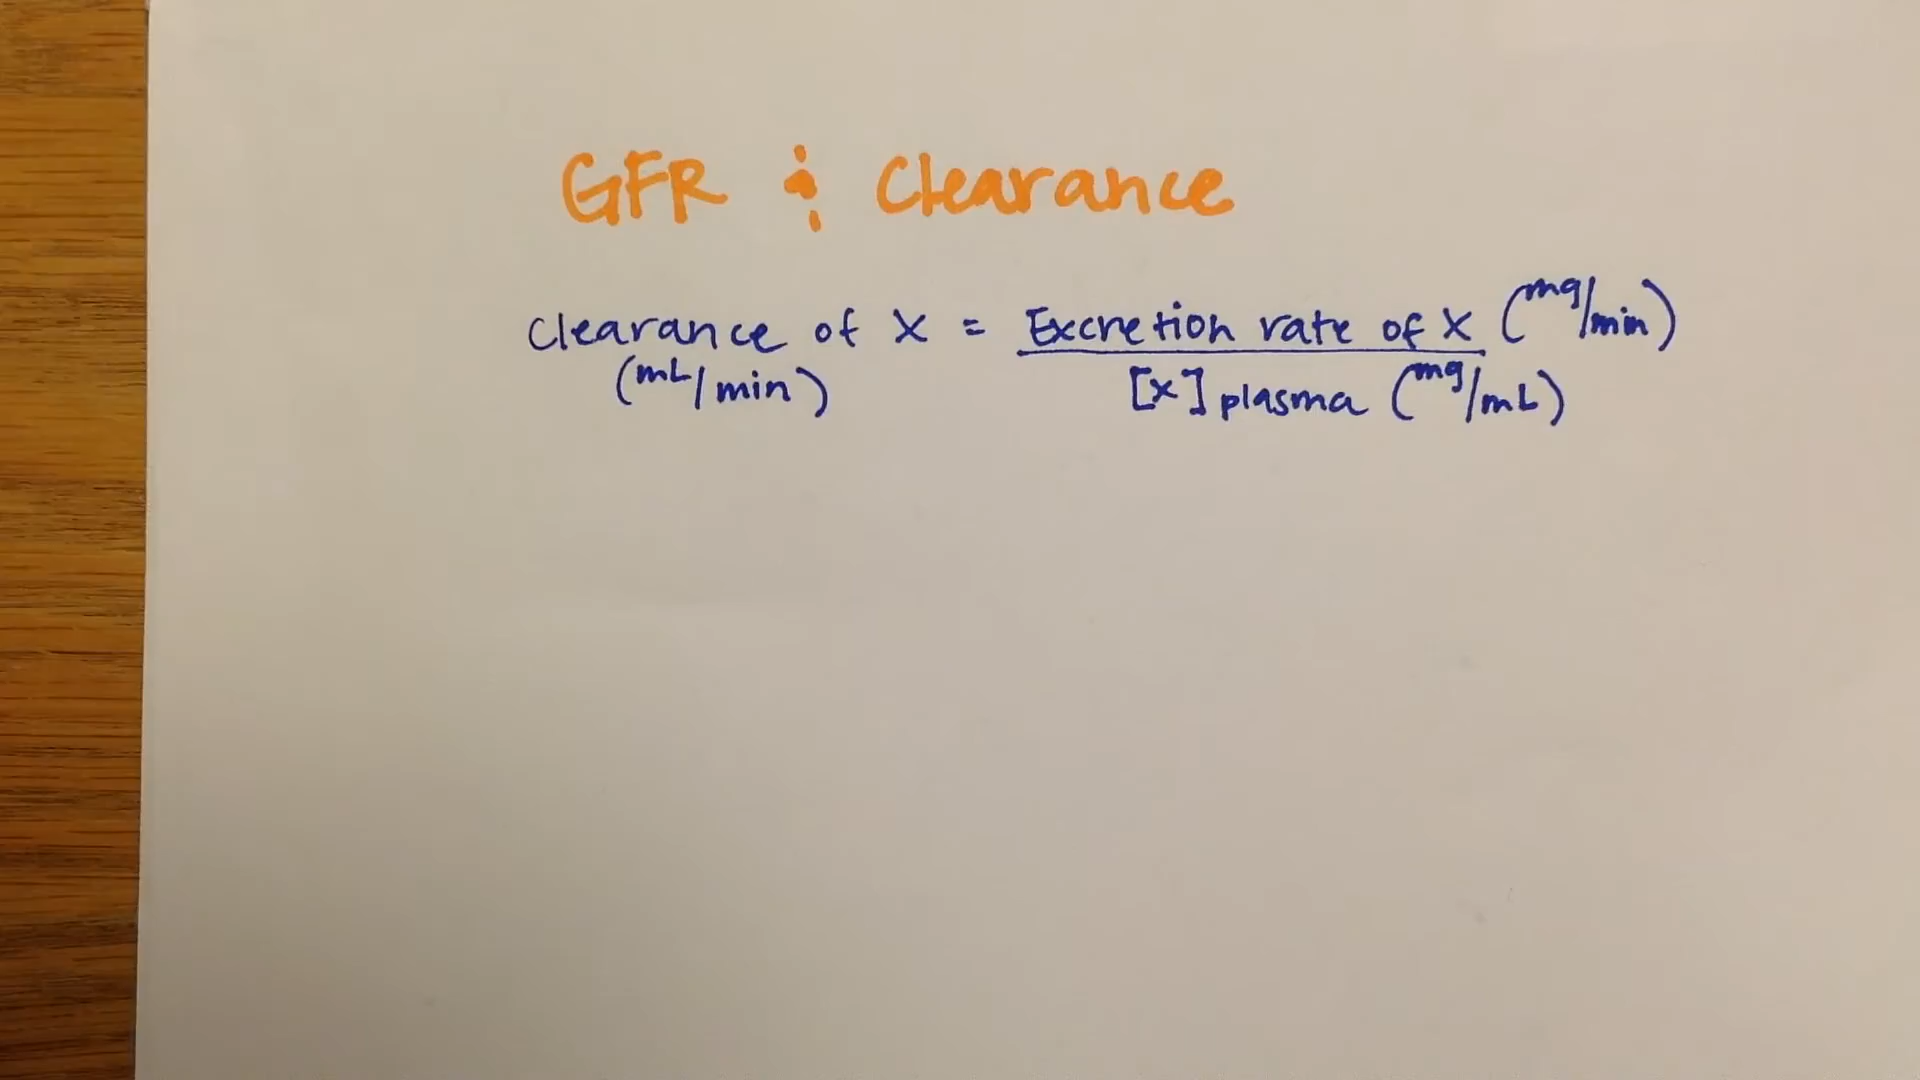 GFR & Clearance
Clearance of X = Excretion rate of X (mg/min)
(mL/min) [x] plasma (mg/mL)